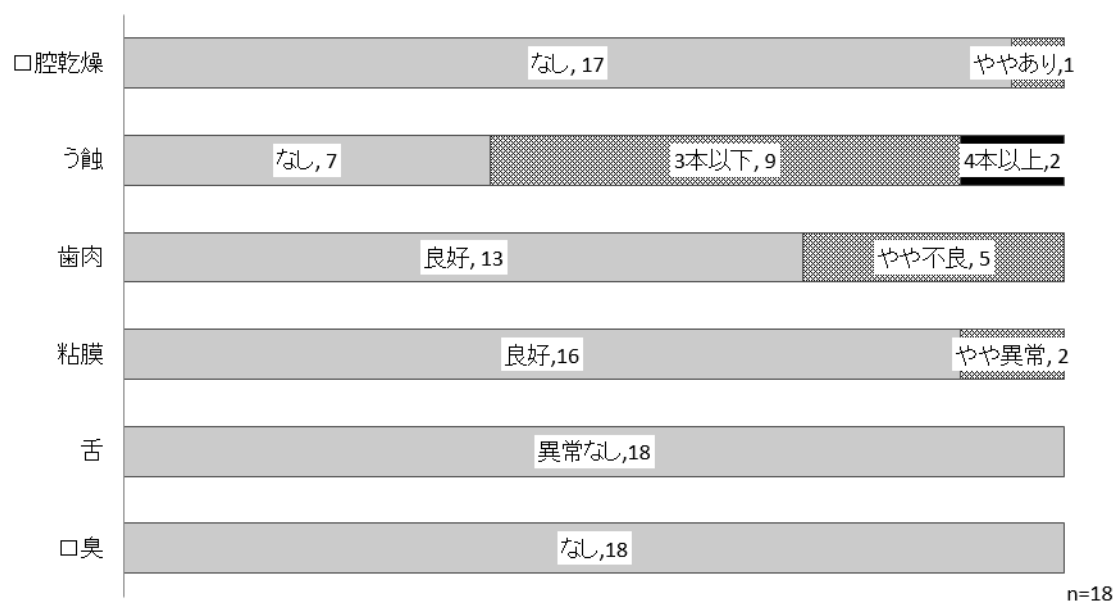 口腔乾燥
なし, 17
ややあり,1
う蝕
なし, 7
3本以下, 9
4本以上,2
歯肉
良好, 13
やや不良, 5
粘膜
良好,16
やや異常, 2
舌
異常なし,18
口臭
なし,18
n=18